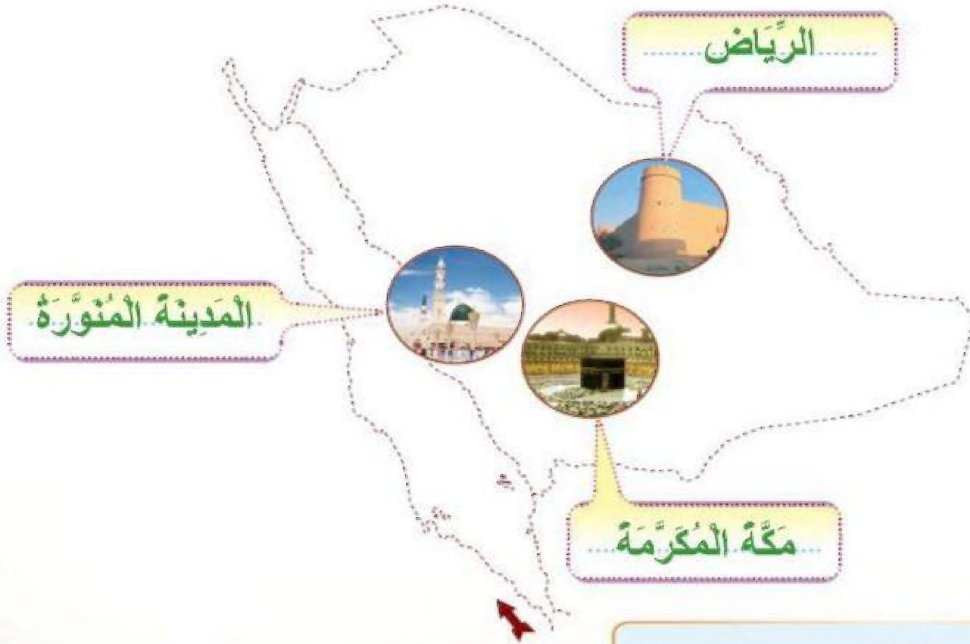 الرِّيَاض
الْمَدِينَةُ الْمُنَوَّرَةُ
مَكَّةُ الْمُكَرَّمَةُ